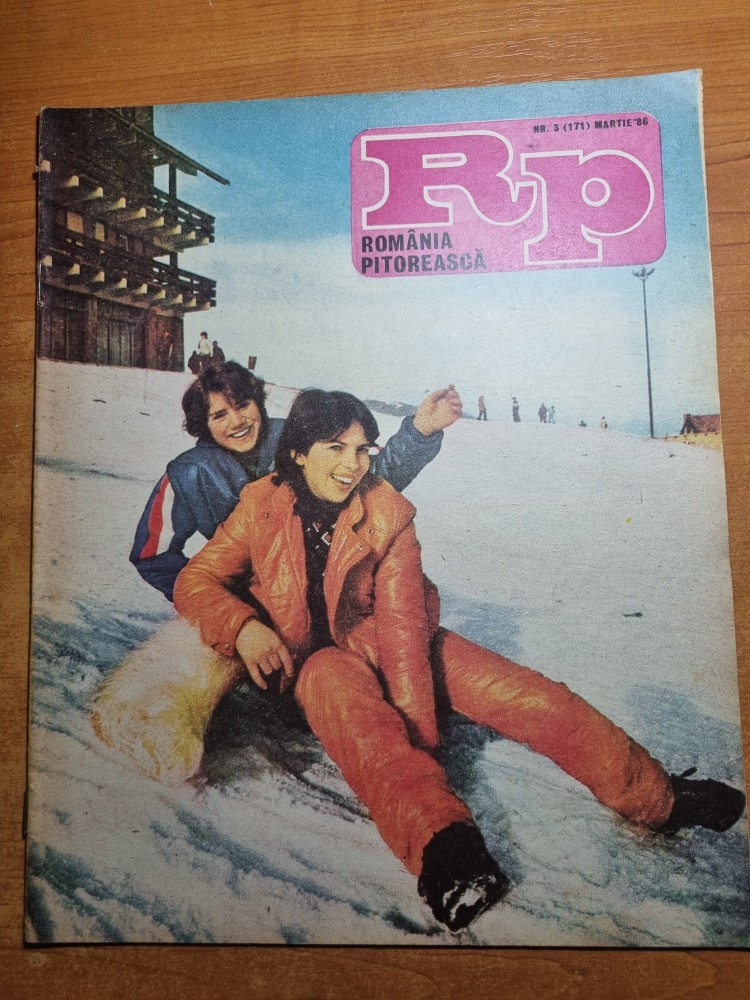 NR. 3 (171) MARTIE '86
Rp
ROMÂNIA
PITOREASCĂ